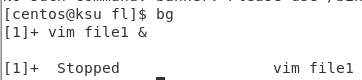 [centos@ksu fl]$ bg
[1]+ vim file1 &
[1]+  Stopped                 vim file1